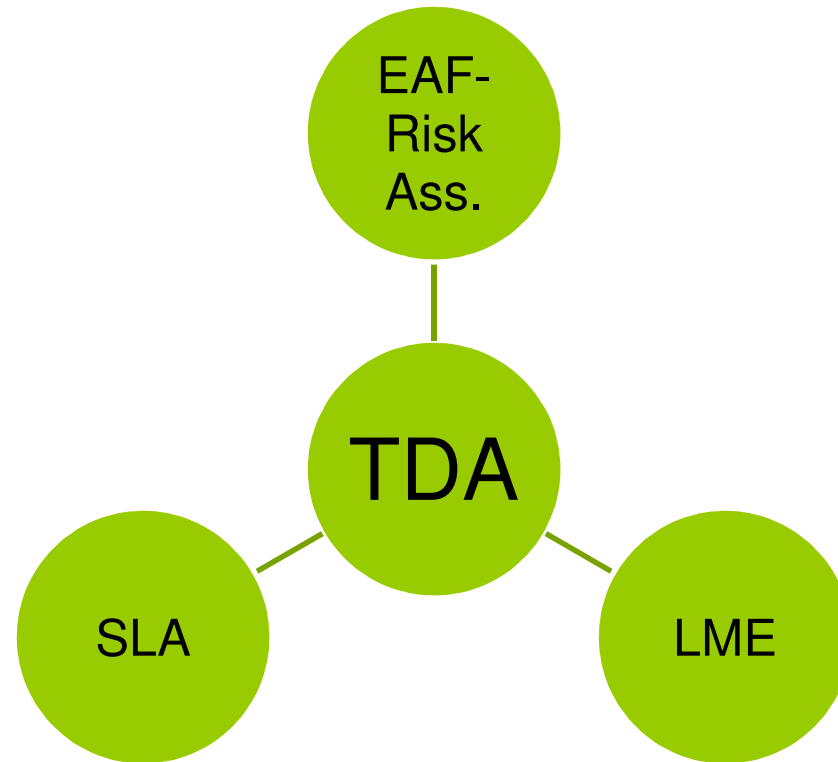 EAF-
Risk
Ass.
TDA
SLA
LME